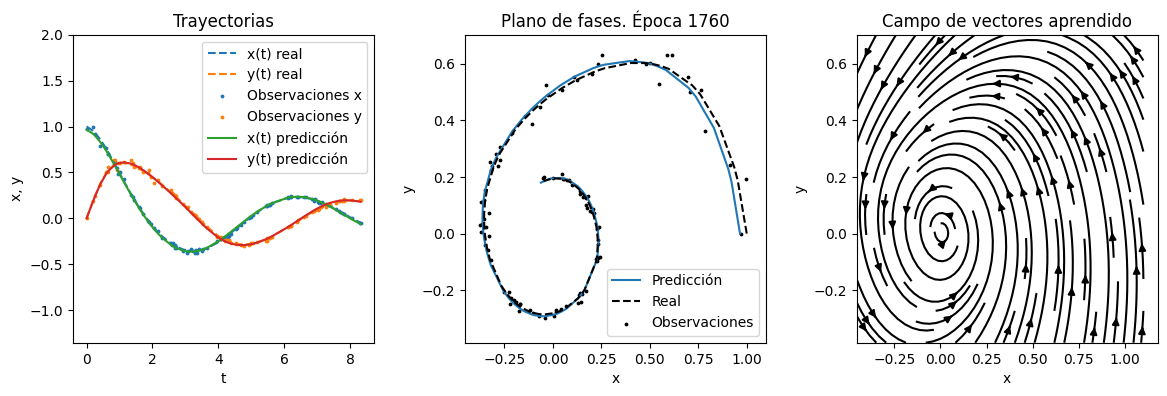 Trayectorias
2.0
1.5
1.0
0.5
0.0
−0.5
−1.0
x, y
0
2
4
6
8
t
x(t) real
y(t) real
Observaciones x
Observaciones y
x(t) predicción
y(t) predicción
Plano de fases. Época 1760
0.6
0.4
0.2
0.0
−0.2
y
−0.25
0.00
0.25
0.50
0.75
1.00
x
Predicción
Real
Observaciones
Campo de vectores aprendido
0.6
0.4
0.2
0.0
−0.2
y
−0.25
0.00
0.25
0.50
0.75
1.00
x